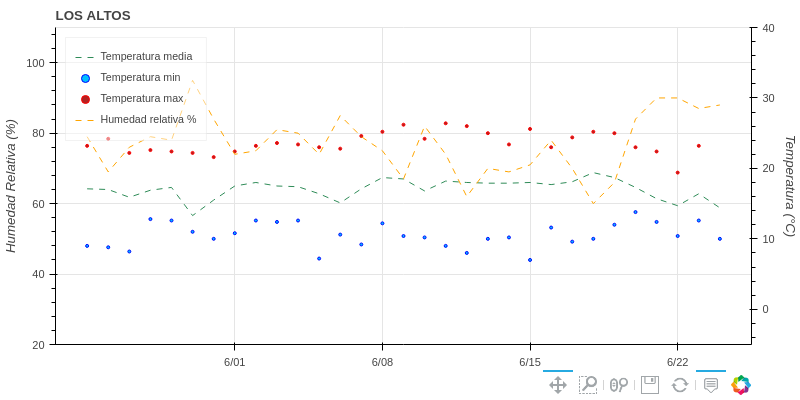 LOS ALTOS
Temperatura media
Temperatura min
Temperatura max
Humedad relativa %
Humedad Relativa (%)
100
80
60
40
20
40
30
20
10
0
Temperatura (°C)
6/01
6/08
6/15
6/22